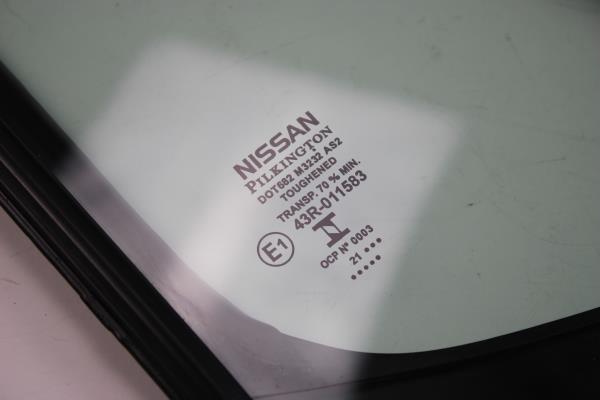 NISSAN
PILKINGTON
DOT682 M3232 AS2
TOUGHENED
TRANSP. 70 % MIN.
43R-011583
E1
OCP N° 0003
21 •••
•••••